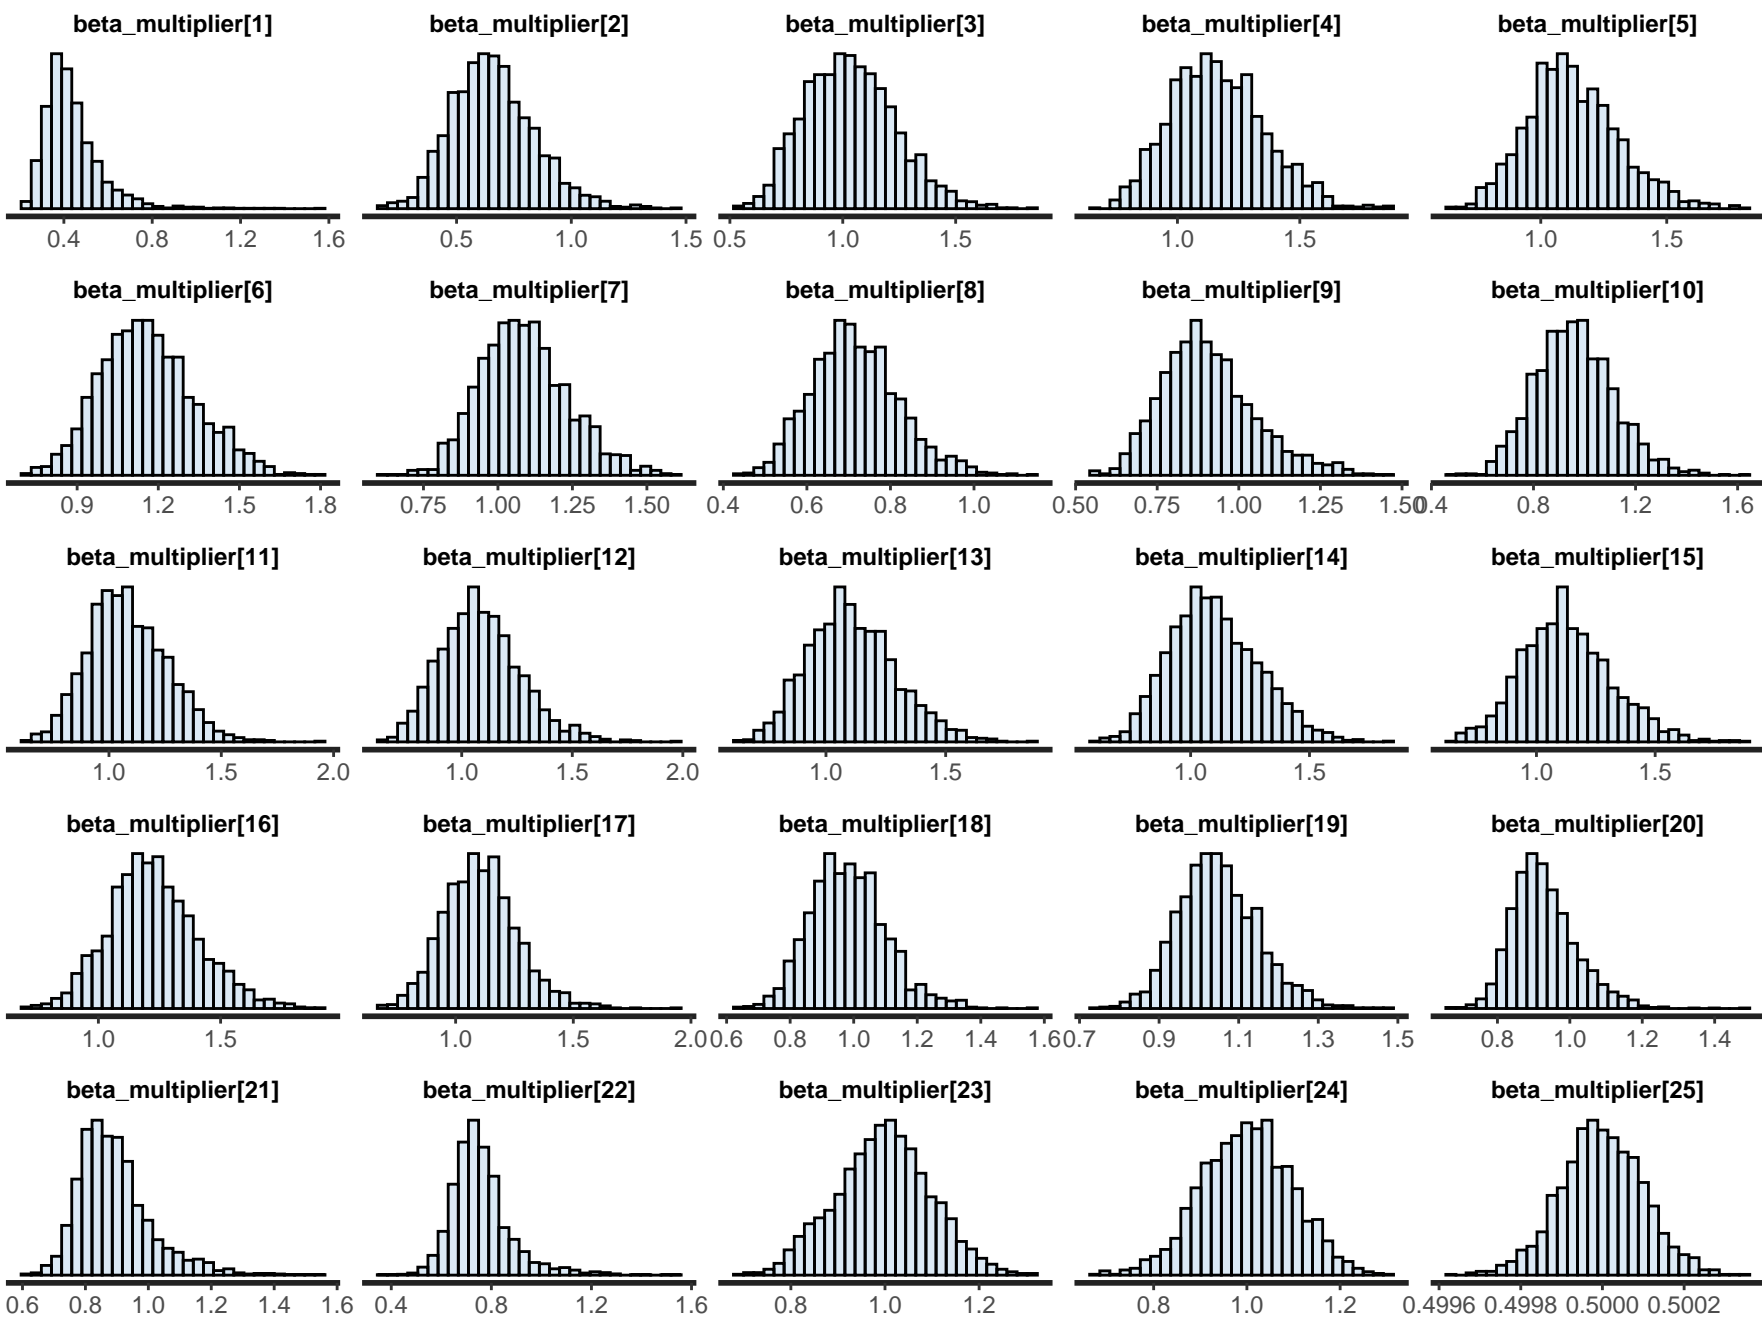 beta_multiplier[1] beta_multiplier[2] beta_multiplier[3] beta_multiplier[4] beta_multiplier[5]
0.4 0.8 1.2 1.6 0.5 1.0 1.5 0.5 1.0 1.5 1.0 1.5 1.0 1.5
beta_multiplier[6] beta_multiplier[7] beta_multiplier[8] beta_multiplier[9] beta_multiplier[10]
0.9 1.2 1.5 1.8 0.75 1.00 1.25 1.50 0.4 0.6 0.8 1.0 0.50 0.75 1.00 1.25 1.50 0.4 0.8 1.2 1.6
beta_multiplier[11] beta_multiplier[12] beta_multiplier[13] beta_multiplier[14] beta_multiplier[15]
1.0 1.5 2.0 1.0 1.5 2.0 1.0 1.5 1.0 1.5 1.0 1.5
beta_multiplier[16] beta_multiplier[17] beta_multiplier[18] beta_multiplier[19] beta_multiplier[20]
1.0 1.5 1.0 1.5 2.0 0.6 0.8 1.0 1.2 1.4 1.6 0.7 0.9 1.1 1.3 1.5 0.8 1.0 1.2 1.4
beta_multiplier[21] beta_multiplier[22] beta_multiplier[23] beta_multiplier[24] beta_multiplier[25]
0.6 0.8 1.0 1.2 1.4 1.6 0.4 0.8 1.2 1.6 0.8 1.0 1.2 0.8 1.0 1.2 0.4996 0.4998 0.5000 0.5002